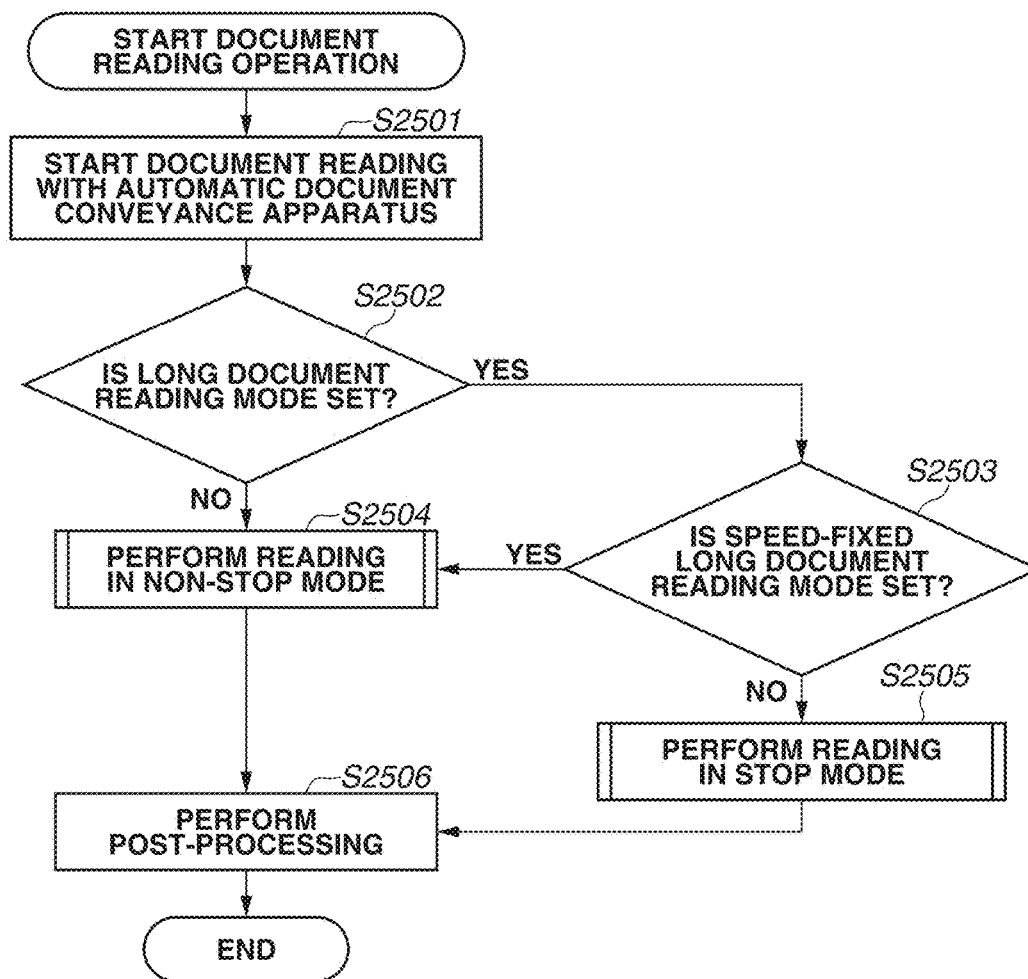 START DOCUMENT
READING OPERATION
S2501
START DOCUMENT READING
WITH AUTOMATIC DOCUMENT
CONVEYANCE APPARATUS
S2502
IS LONG DOCUMENT
READING MODE SET?
YES
NO
S2503
IS SPEED-FIXED
LONG DOCUMENT
READING MODE SET?
YES
NO
S2504
PERFORM READING
IN NON-STOP MODE
S2505
PERFORM READING
IN STOP MODE
S2506
PERFORM
POST-PROCESSING
END